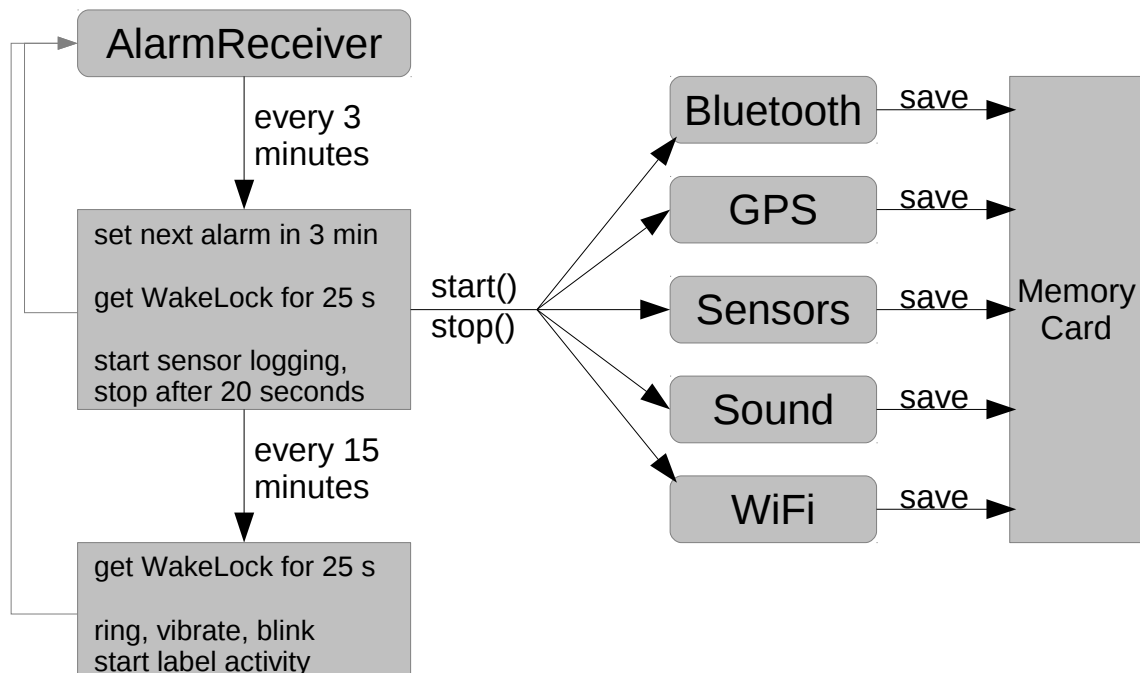 AlarmReceiver
every 3
minutes
set next alarm in 3 min
get WakeLock for 25 s
start sensor logging,
stop after 20 seconds
every 15
minutes
get WakeLock for 25 s
ring, vibrate, blink
start label activity
start()
stop()
Bluetooth
save
GPS
save
Sensors
save
Sound
save
WiFi
save
Memory
Card